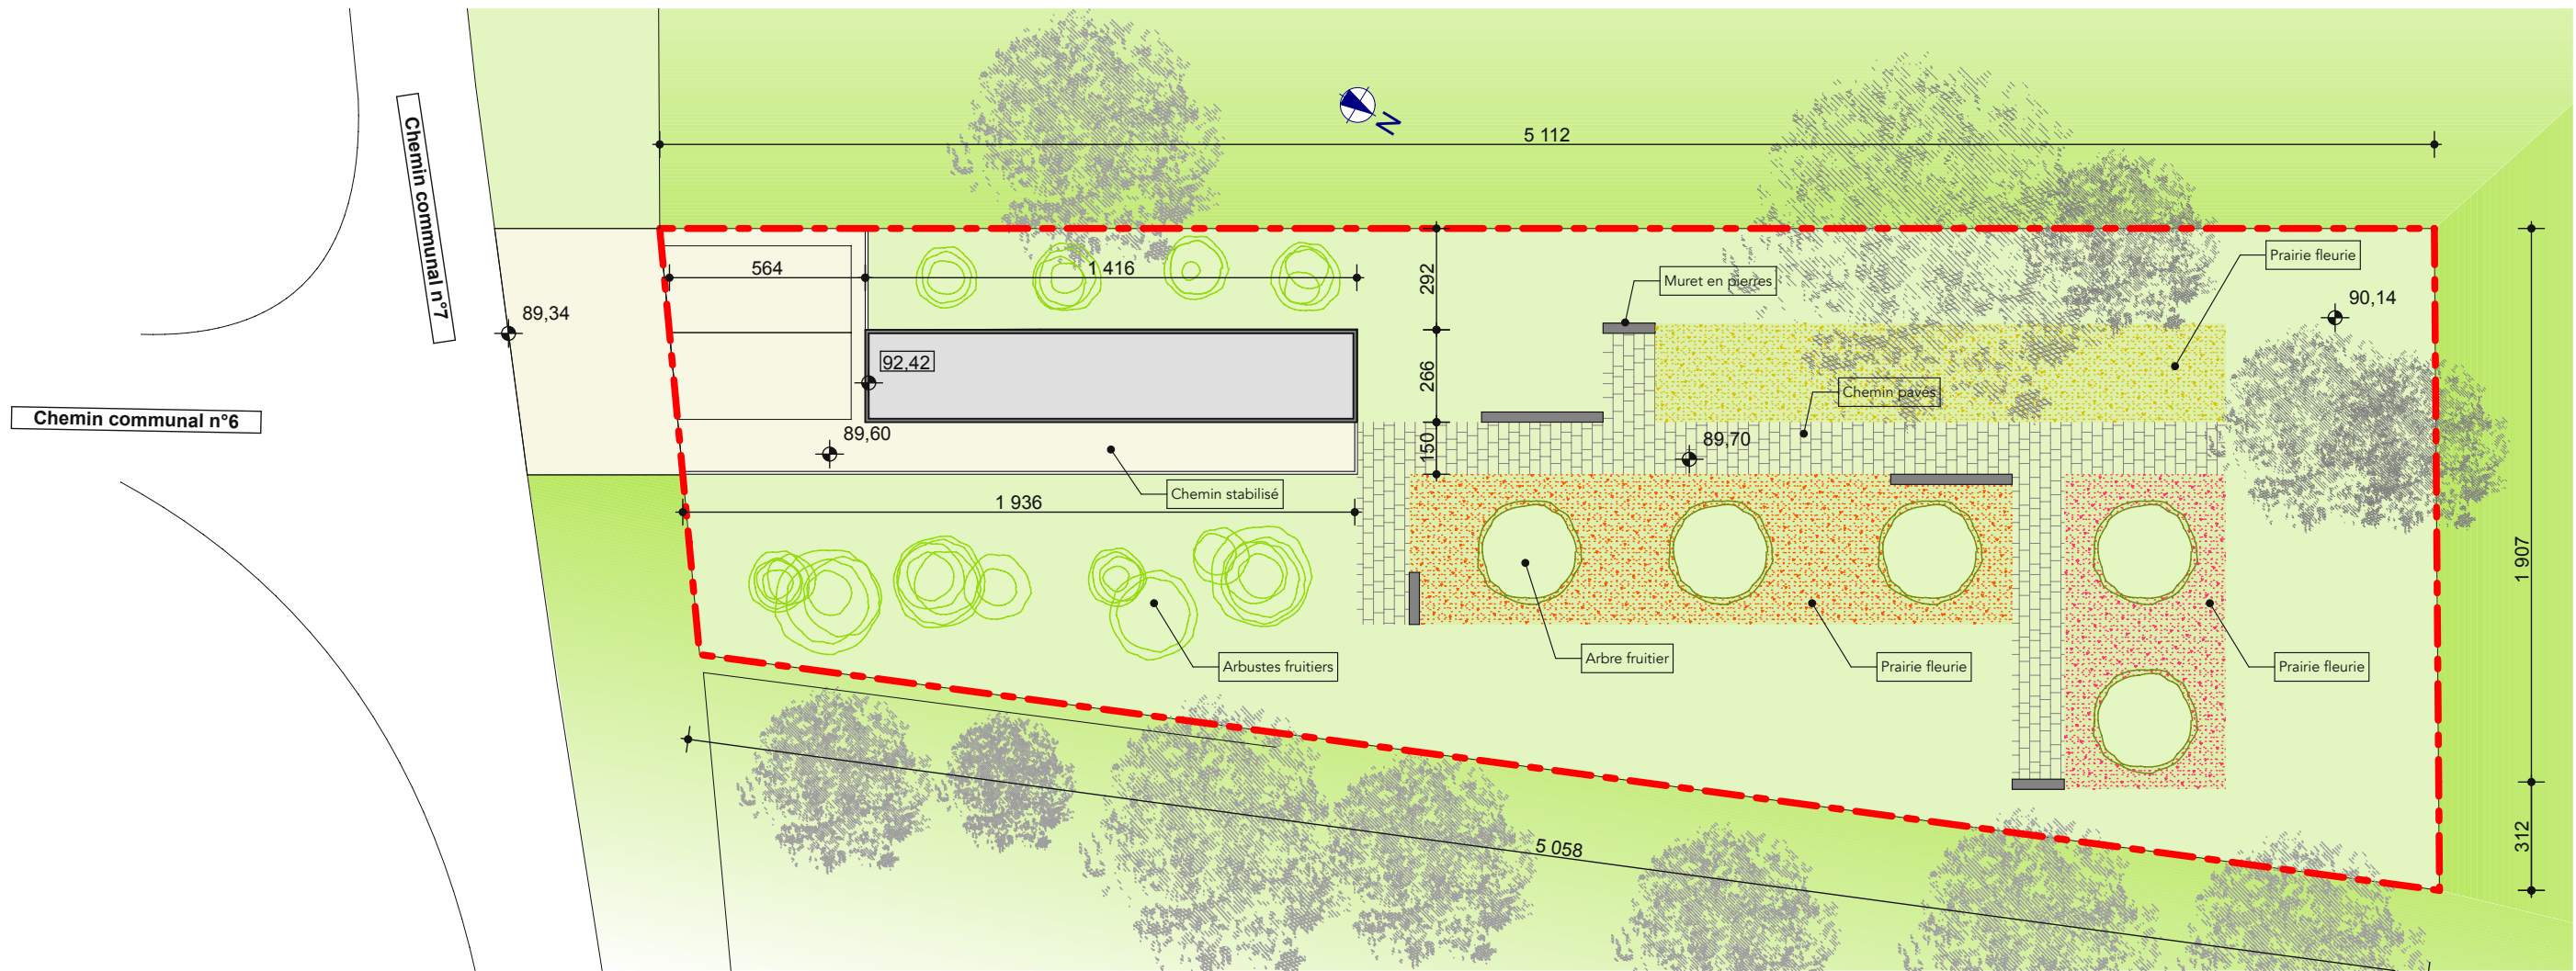 Chemin communal n°7
N
5 112
Prairie fleurie
564
1 416
292
Muret en pierres
90,14
89,34
92,42
266
Chemin pavés
89,60
150
89,70
Chemin stabilisé
1 936
1 907
Chemin communal n°6
Arbustes fruitiers
Arbre fruitier
Prairie fleurie
Prairie fleurie
5 058
312